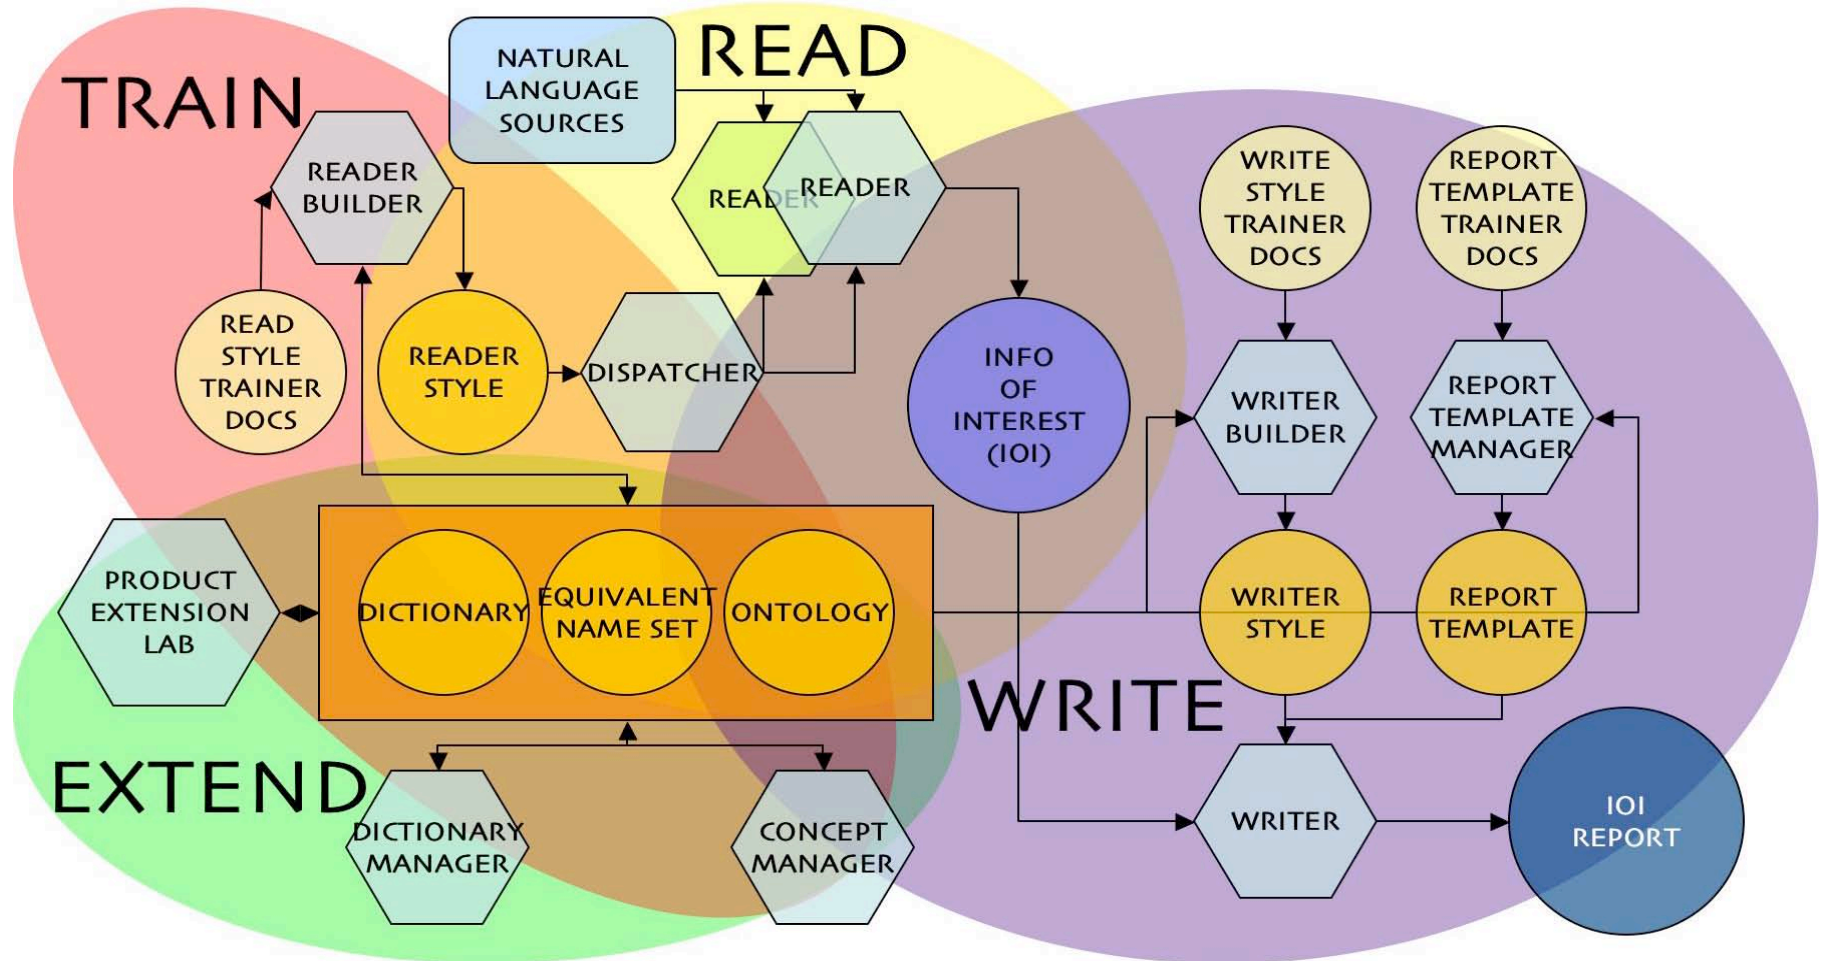 TRAIN
READ
NATURAL
LANGUAGE
SOURCES
READER
BUILDER
READER
READER
WRITE
STYLE
TRAINER
DOCS
REPORT
TEMPLATE
TRAINER
DOCS
READ
STYLE
TRAINER
DOCS
READER
STYLE
DISPATCHER
INFO
OF
INTEREST
(IOI)
WRITER
BUILDER
REPORT
TEMPLATE
MANAGER
PRODUCT
EXTENSION
LAB
DICTIONARY
EQUIVALENT
NAME SET
ONTOLOGY
WRITER
STYLE
REPORT
TEMPLATE
WRITE
EXTEND
DICTIONARY
MANAGER
CONCEPT
MANAGER
WRITER
IOI
REPORT